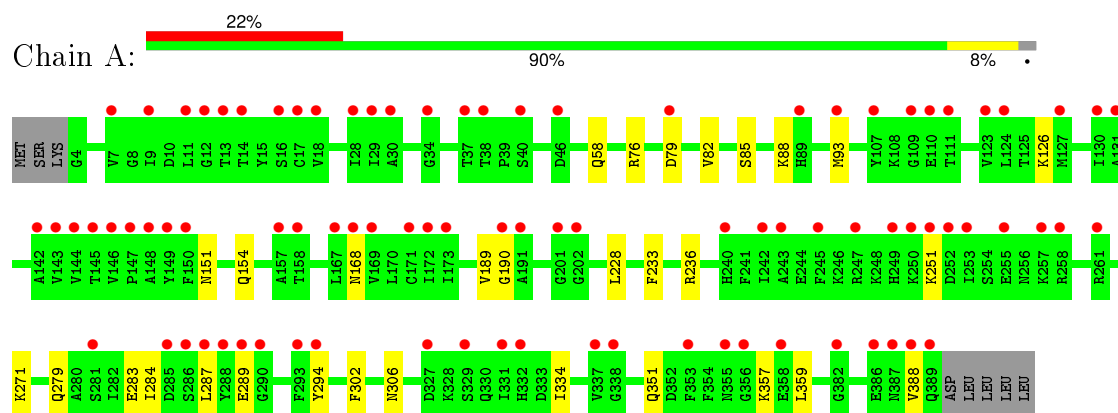 22%
Chain A:
90%
8%
MET SER LYS G4 V7 G8 I9 D10 L11 G12 T13 T14 Y15 S16 C17 V18 I28 I29 A30 G34 T37 T38 P39 S40 D46 Q58 R76 D79 V82 S85 K88 H89 M93 Y107 K108 G109 E110 T111 V123 L124 T125 K126 M127 I130 A131
A142 V143 V144 T145 V146 P147 A148 Y149 F150 N151 Q154 A157 T158 L167 N168 V169 L170 C171 I172 I173 V189 G190 A191 G201 G202 L228 F233 R236 H240 F241 I242 A243 E244 F245 K246 R247 K248 H249 K250 K251 D252 I253 S254 E255 N256 K257 R258 R261
K271 Q279 A280 S281 I282 E283 I284 D285 S286 L287 Y288 E289 G290 F293 Y294 F302 N306 D327 K328 S329 Q330 I331 H332 D333 I334 V337 G338 Q351 D352 F353 F354 N355 G356 K357 E358 L359 G382 E386 N387 V388 Q389 ASP LEU LEU LEU LEU